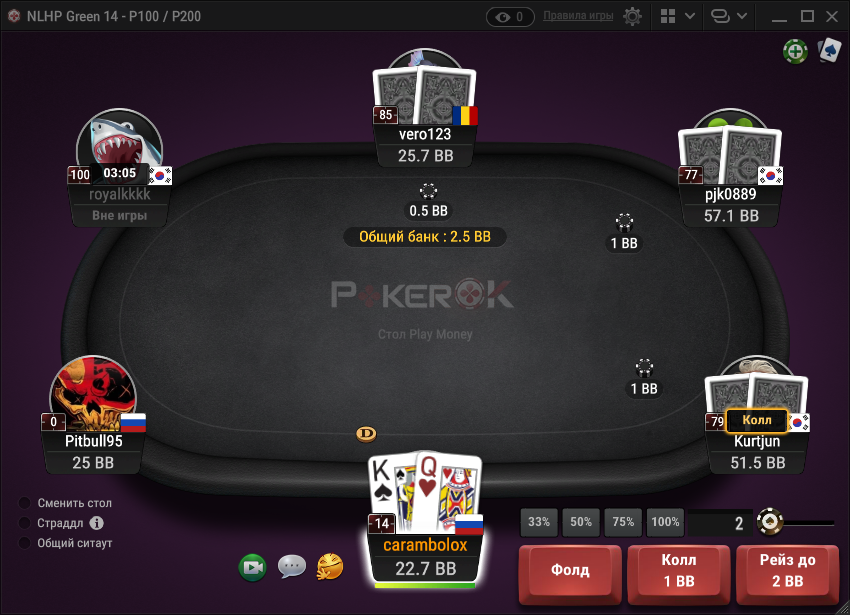 NLHP Green 14 - P100 / P200
0
Правила игры
85
vero123
25.7 BB
100
03:05
royalkkkk
Вне игры
77
pjk0889
57.1 BB
0.5 BB
Общий банк : 2.5 BB
1 BB
POKEROK
Стол Play Money
1 BB
0
Pitbull95
25 BB
79
Колл
Kurtjun
51.5 BB
D
K
Q
14
carambolox
22.7 BB
Сменить стол
Страддл i
Общий ситаут
33%
50%
75%
100%
2
Фолд
Колл
1 BB
Рейз до
2 BB